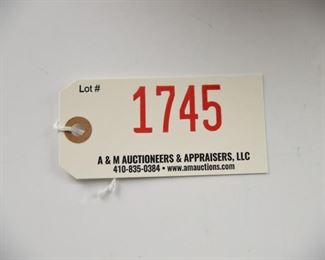 Lot #
1745
A & M AUCTIONEERS & APPRAISERS, LLC
410-835-0384 • www.amauctions.com